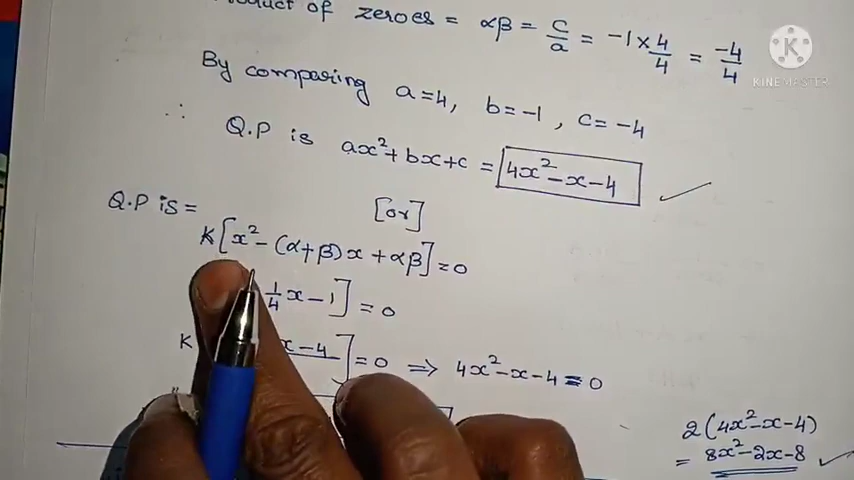 Product of zeroes = αβ = c/a = -1 × 4/4 = -4/4
K
KINEMASTER
By comparing a=4, b=-1, c=-4
∴ Q.P is ax²+bx+c = 4x²-x-4 ✓
Q.P is =
[or]
K[x²-(α+β)x+αβ]=0
1/4x-1]=0
K x-4]=0 ⇒ 4x²-x-4=0
2(4x²-x-4)
= 8x²-2x-8 ✓